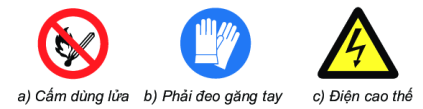 a) Cấm dùng lửa b) Phải đeo găng tay c) Điện cao thế